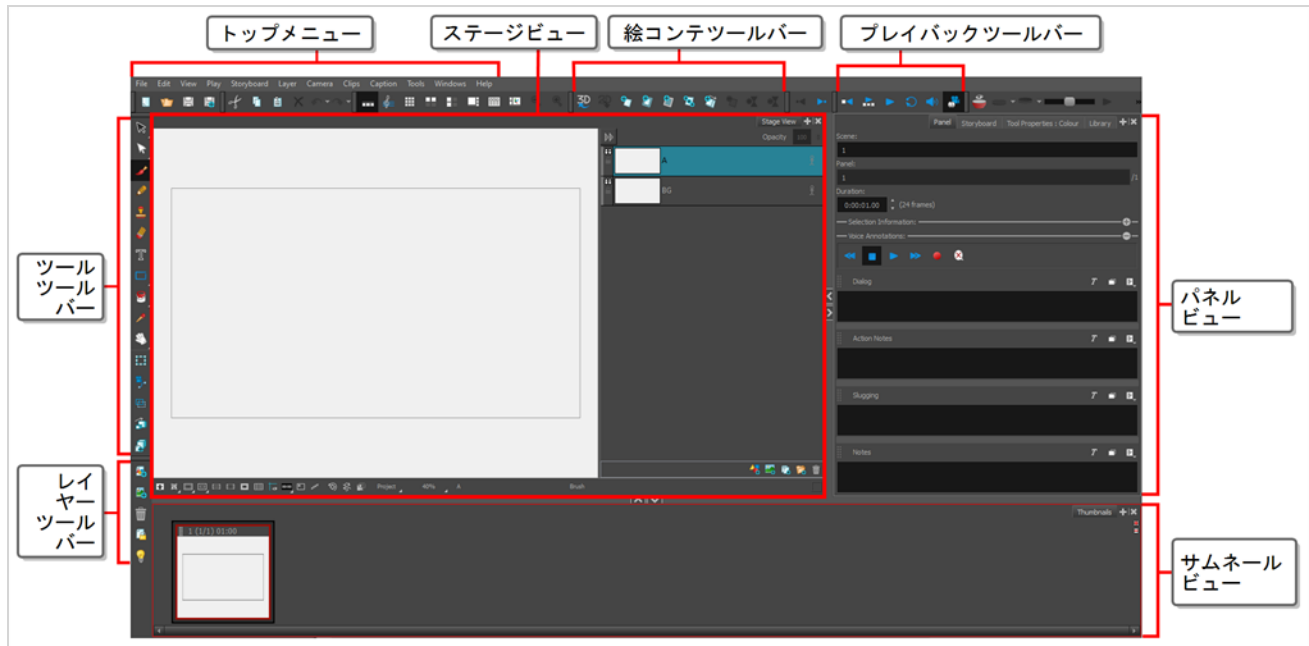 トップメニュー
ステージビュー
絵コンテツールバー
プレイバックツールバー
File Edit View Play Storyboard Layer Camera Clips Caption Tools Windows Help
3D
Stage View
Panel Storyboard Tool Properties : Colour Library
Opacity
Scene:
1
A
Panel:
1
/1
BG
Duration:
0:00:01.00 (24 frames)
Selection Information:
Voice Annotations:
ツール
ツール
バー
パネル
ビュー
Dialog
Action Notes
Slugging
Notes
Project 40% A Brush
レイ
ヤー
ツール
バー
Thumbnails
1 (1/1) 01:00
サムネール
ビュー